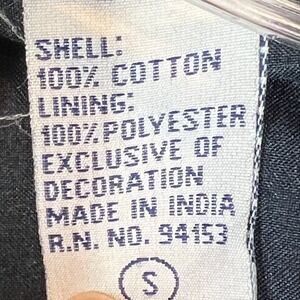 SHELL:
100% COTTON
LINING:
100% POLYESTER
EXCLUSIVE OF
DECORATION
MADE IN INDIA
R.N. NO. 94153
S